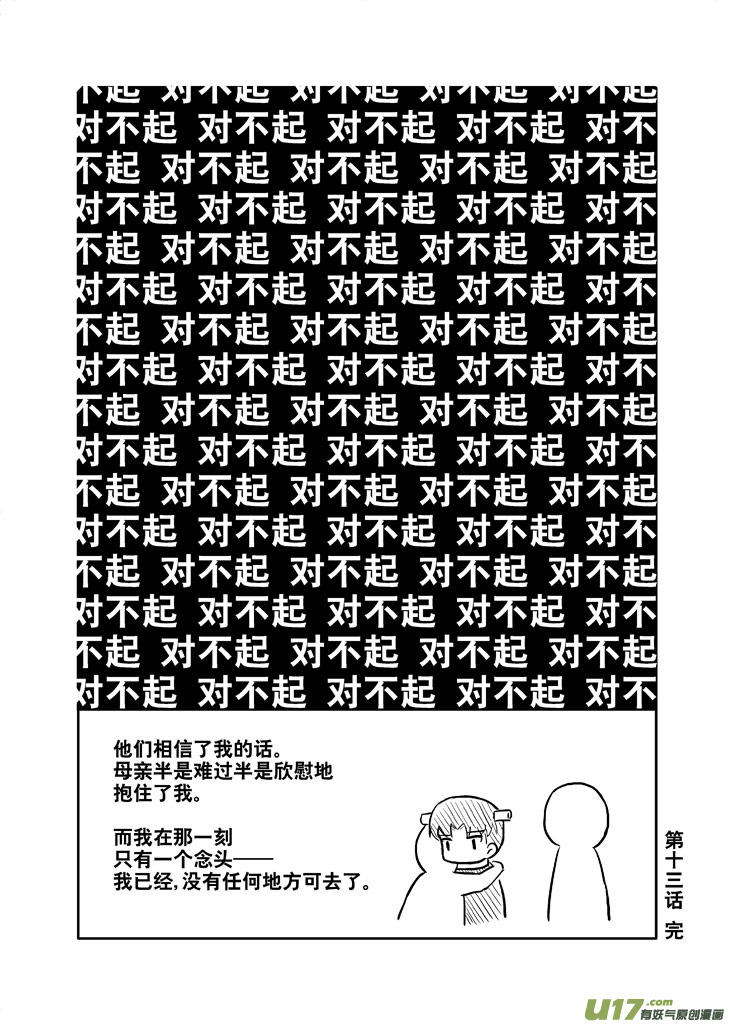 不起 对不起 对不起 对不起 对不起
对不起 对不起 对不起 对不起 对不
不起 对不起 对不起 对不起 对不起
对不起 对不起 对不起 对不起 对不
不起 对不起 对不起 对不起 对不起
对不起 对不起 对不起 对不起 对不
不起 对不起 对不起 对不起 对不起
对不起 对不起 对不起 对不起 对不
不起 对不起 对不起 对不起 对不起
对不起 对不起 对不起 对不起 对不
不起 对不起 对不起 对不起 对不起
对不起 对不起 对不起 对不起 对不
不起 对不起 对不起 对不起 对不起
对不起 对不起 对不起 对不起 对不
不起 对不起 对不起 对不起 对不起
对不起 对不起 对不起 对不起 对不
他们相信了我的话。
母亲半是难过半是欣慰地
抱住了我。
而我在那一刻
只有一个念头——
我已经,没有任何地方可去了。
第十三话 完
U17.com
有妖气原创漫画